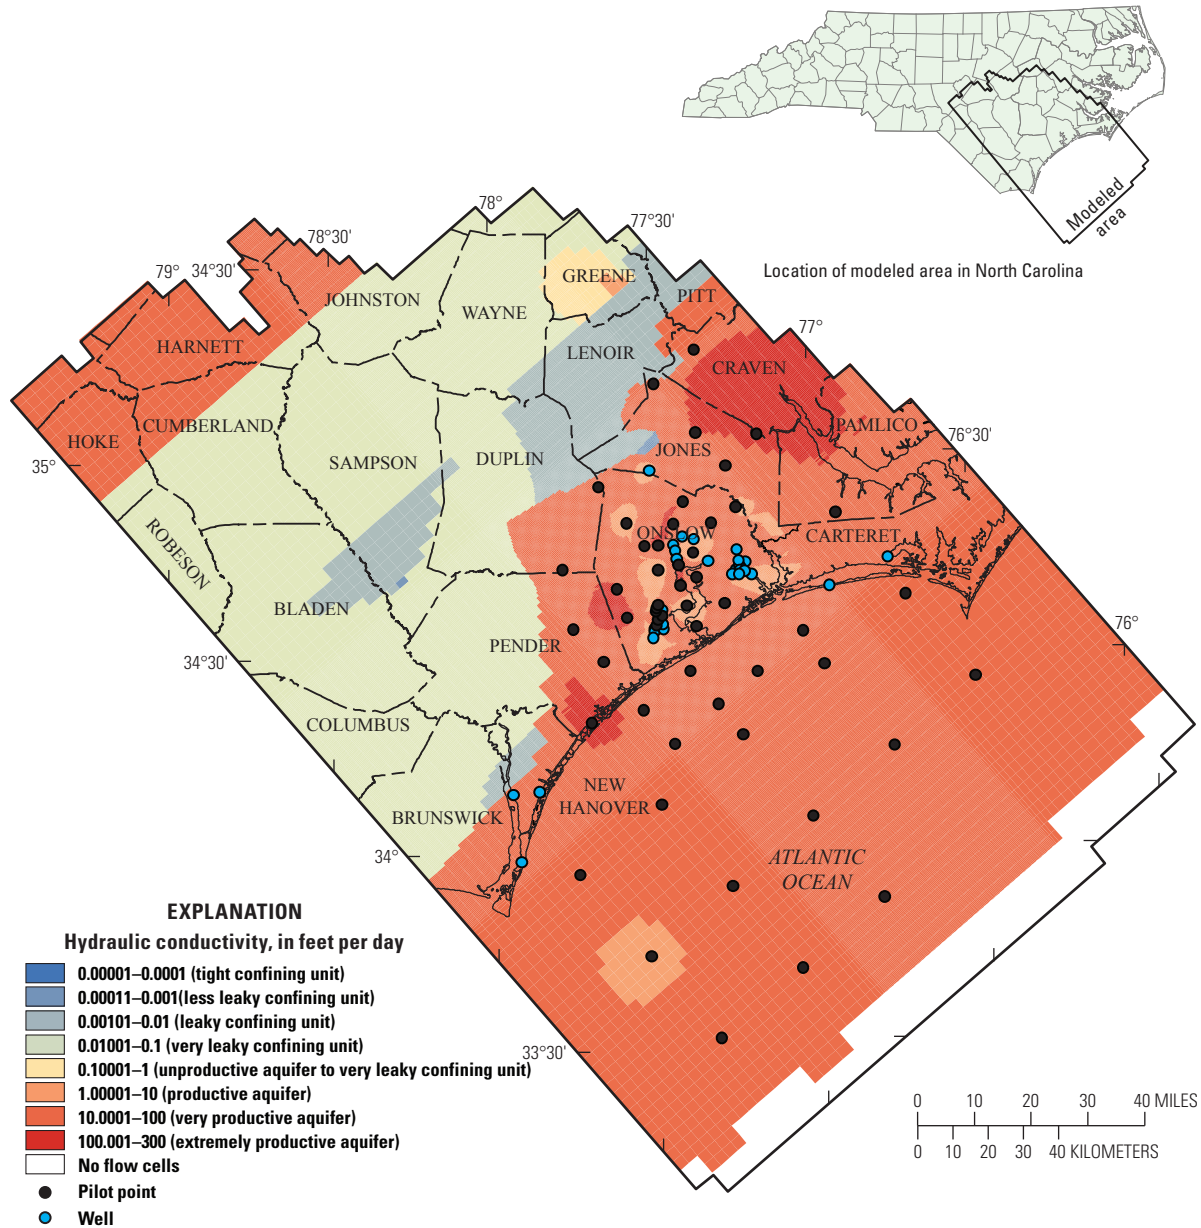 Modeled
area
Location of modeled area in North Carolina
78°
77°30'
78°30'
79°
34°30'
GREENE
PITT
JOHNSTON
WAYNE
77°
HARNETT
LENOIR
CRAVEN
HOKE
CUMBERLAND
PAMLICO
76°30'
SAMPSON
DUPLIN
JONES
35°
ROBESON
ONSLOW
CARTERET
BLADEN
76°
PENDER
34°30'
COLUMBUS
NEW
HANOVER
BRUNSWICK
34°
ATLANTIC
OCEAN
33°30'
EXPLANATION
Hydraulic conductivity, in feet per day
0.00001–0.0001 (tight confining unit)
0.00011–0.001(less leaky confining unit)
0.00101–0.01 (leaky confining unit)
0.01001–0.1 (very leaky confining unit)
0.10001–1 (unproductive aquifer to very leaky confining unit)
1.00001–10 (productive aquifer)
10.0001–100 (very productive aquifer)
100.001–300 (extremely productive aquifer)
No flow cells
Pilot point
Well
0 10 20 30 40 MILES
0 10 20 30 40 KILOMETERS